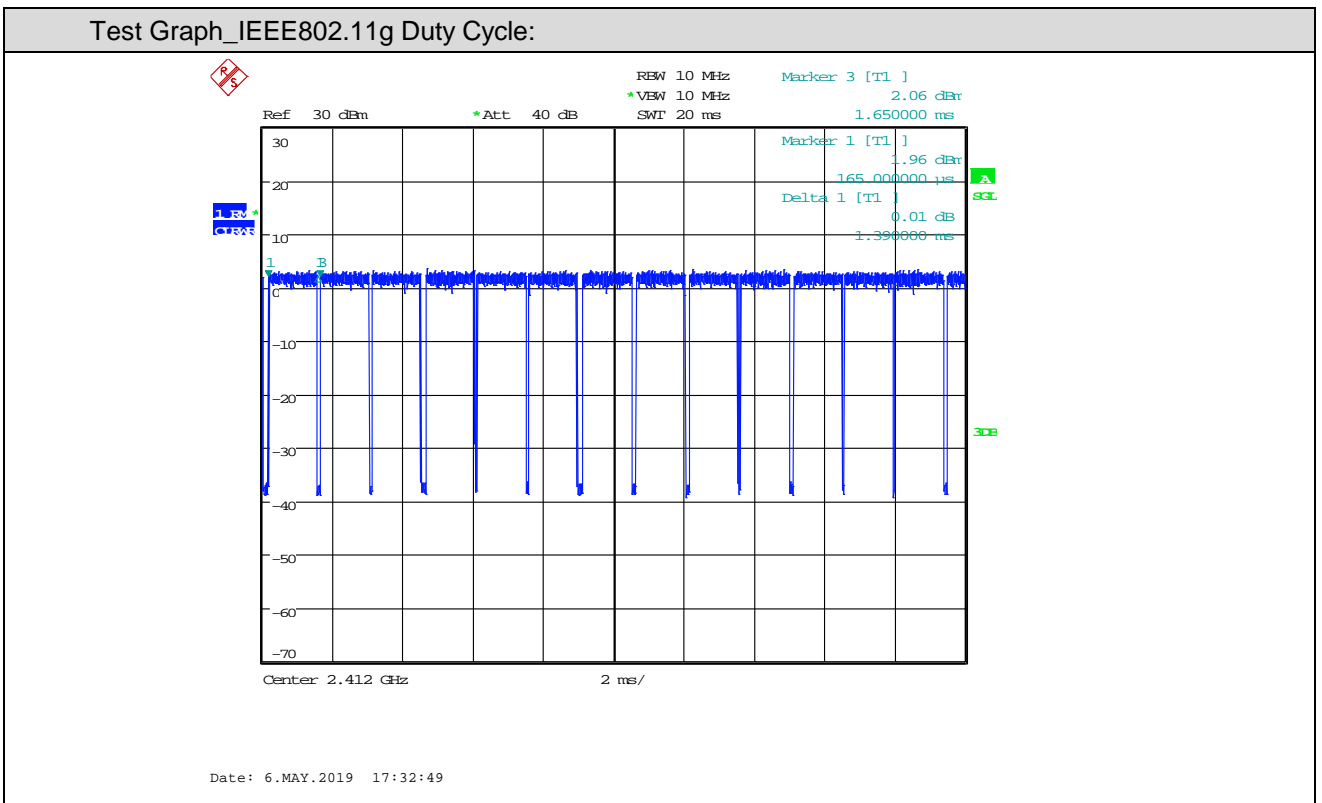 Test Graph_IEEE802.11g Duty Cycle:
R S
RBW 10 MHz Marker 3 [T1 ]
*VBW 10 MHz 2.06 dBm
Ref 30 dBm *Att 40 dB SWT 20 ms 1.650000 ms
30 Marker 1 [T1 ]
1.96 dBm
20 165.000000 µs A
Delta 1 [T1 ] SGL
1 RM *
0.01 dB
CLRWR
10 1.390000 ms
1 1 3
0
-10
-20
3DB
-30
-40
-50
-60
-70
Center 2.412 GHz 2 ms/
Date: 6.MAY.2019 17:32:49